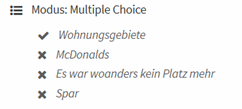 Modus: Multiple Choice
Wohnungsgebiete
McDonalds
Es war woanders kein Platz mehr
Spar